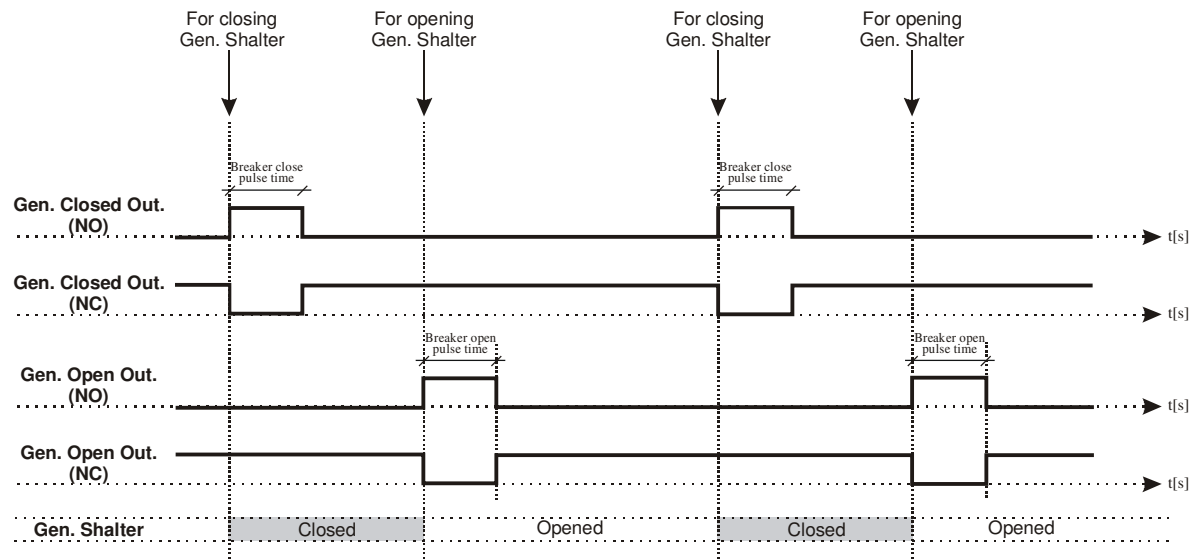 For closing
Gen. Shalter
For opening
Gen. Shalter
For closing
Gen. Shalter
For opening
Gen. Shalter
Breaker close
pulse time
Breaker close
pulse time
Gen. Closed Out.
(NO)
t[s]
Gen. Closed Out.
(NC)
t[s]
Breaker open
pulse time
Breaker open
pulse time
Gen. Open Out.
(NO)
t[s]
Gen. Open Out.
(NC)
t[s]
Gen. Shalter
Closed
Opened
Closed
Opened